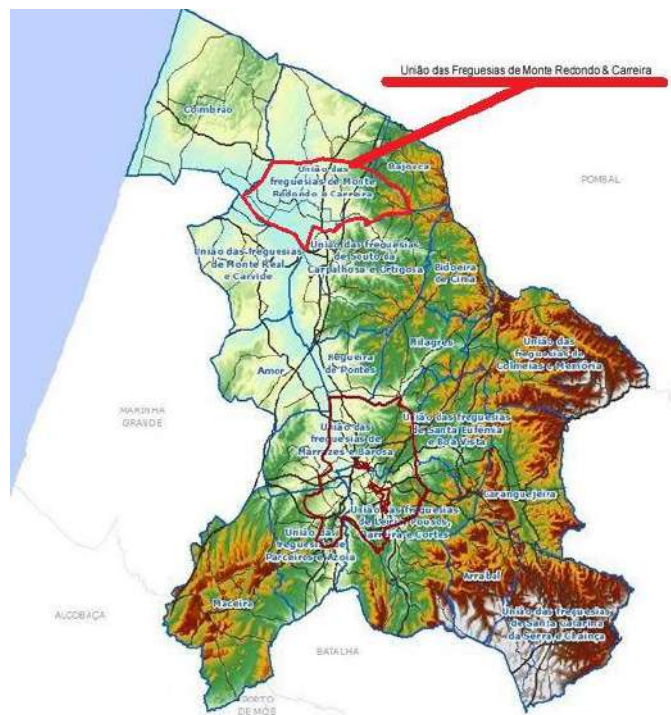 União das Freguesias de Monte Redondo & Carreira
Coimbrão
União das
freguesias de Monte
Redondo e Carreira
Bajouca
POMBAL
União das freguesias
de Monte Real
e Carvide
União das freguesias
de Souto da
Carpalhosa e Ortigosa
Bidoeira
de Cima
Milagres
União das
freguesias de
Colmeias e Memória
Regueira
de Pontes
Amor
MARINHA
GRANDE
União das
freguesias de
Marrazes e Barosa
União das freguesias
de Santa Eufémia
e Boa Vista
Caranguejeira
União das freguesias
de Leiria, Pousos,
Barreira e Cortes
União das
freguesias de
Parceiros e Azoia
Arrabal
Maceira
ALCOBAÇA
União das freguesias
de Santa Catarina
da Serra e Chainça
BATALHA
PORTO
DE MÓS